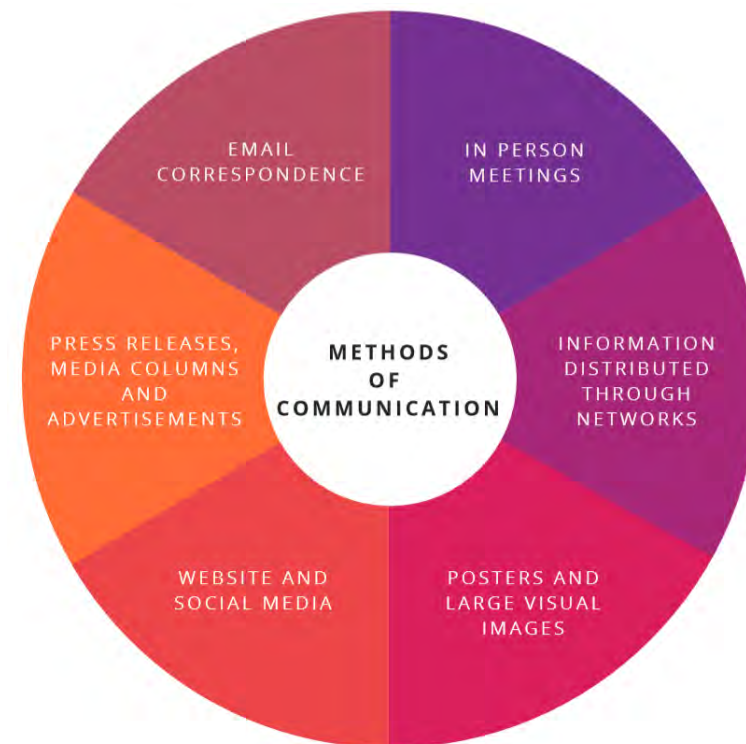 EMAIL
CORRESPONDENCE
IN PERSON
MEETINGS
PRESS RELEASES,
MEDIA COLUMNS
AND
ADVERTISEMENTS
METHODS
OF
COMMUNICATION
INFORMATION
DISTRIBUTED
THROUGH
NETWORKS
WEBSITE AND
SOCIAL MEDIA
POSTERS AND
LARGE VISUAL
IMAGES